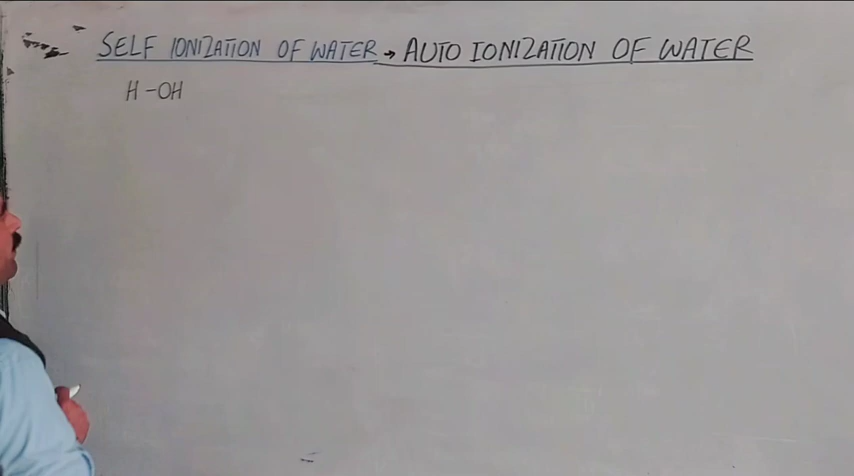 SELF IONIZATION OF WATER → AUTO IONIZATION OF WATER
H-OH